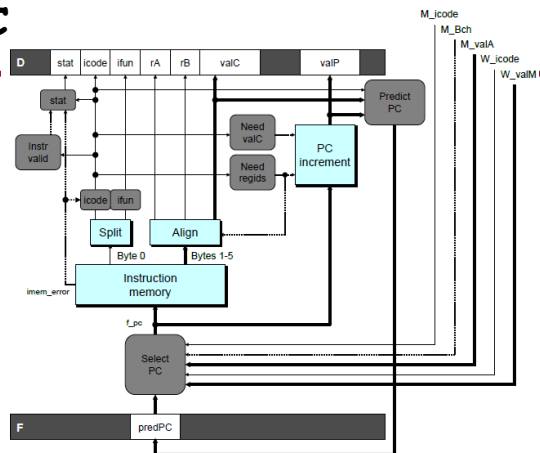 M_icode
M_Bch
M_valA
W_icode
W_valM
D stat icode ifun rA rB valC valP
stat
Predict
PC
Instr
valid
Need
valC
PC
increment
Need
regids
icode ifun
Split Align
Byte 0 Bytes 1-5
Instruction
memory
imem_error
f_pc
Select
PC
F predPC